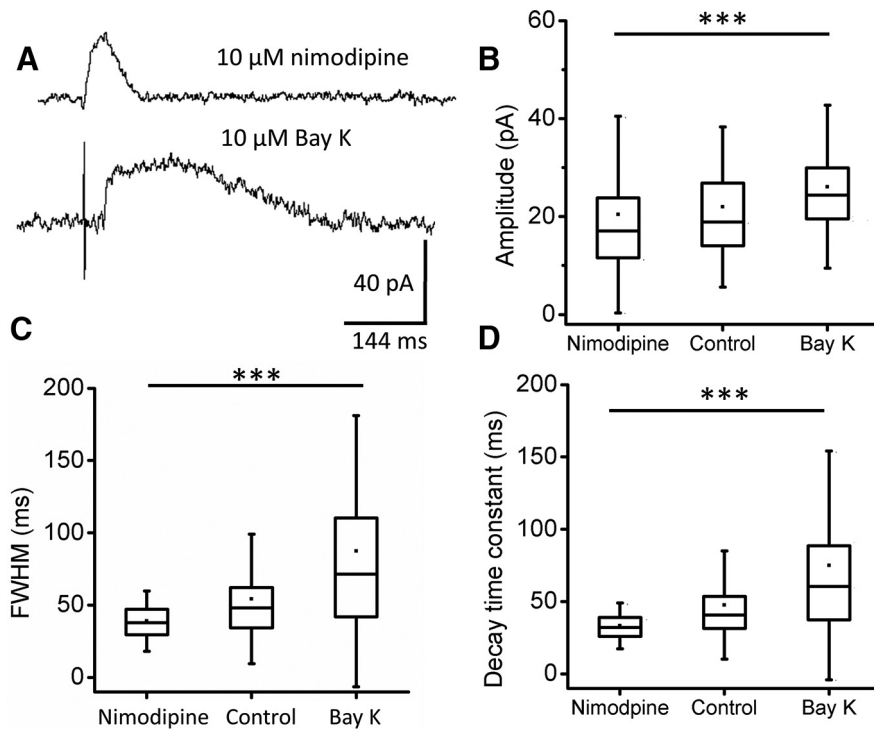 A
10 µM nimodipine
10 µM Bay K
40 pA
144 ms
B
***
60
40
20
0
Amplitude (pA)
Nimodipine Control Bay K
C
***
200
150
100
50
0
FWHM (ms)
Nimodipine Control Bay K
D
***
200
150
100
50
0
Decay time constant (ms)
Nimodpine Control Bay K